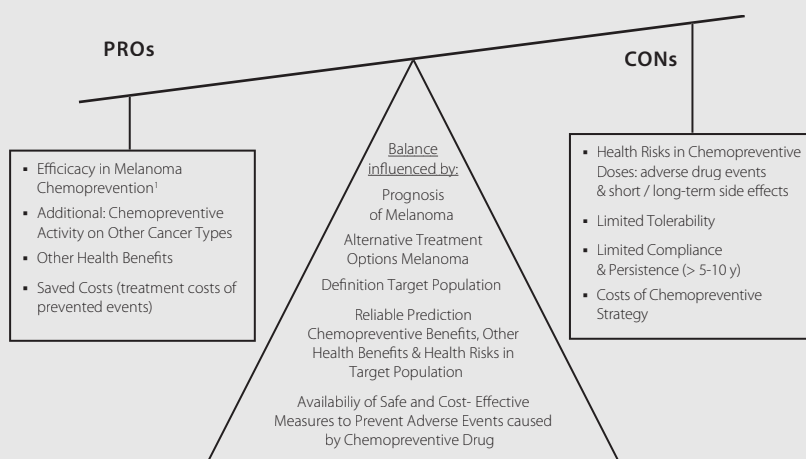 PROs
▪ Efficicacy in Melanoma
Chemoprevention¹
▪ Additional: Chemopreventive
Activity on Other Cancer Types
▪ Other Health Benefits
▪ Saved Costs (treatment costs of
prevented events)
Balance
influenced by:
Prognosis
of Melanoma
Alternative Treatment
Options Melanoma
Definition Target Population
Reliable Prediction
Chemopreventive Benefits, Other
Health Benefits & Health Risks in
Target Population
Availabiliy of Safe and Cost- Effective
Measures to Prevent Adverse Events caused
by Chemopreventive Drug
CONs
▪ Health Risks in Chemopreventive
Doses: adverse drug events
& short / long-term side effects
▪ Limited Tolerability
▪ Limited Compliance
& Persistence (> 5-10 y)
▪ Costs of Chemopreventive
Strategy